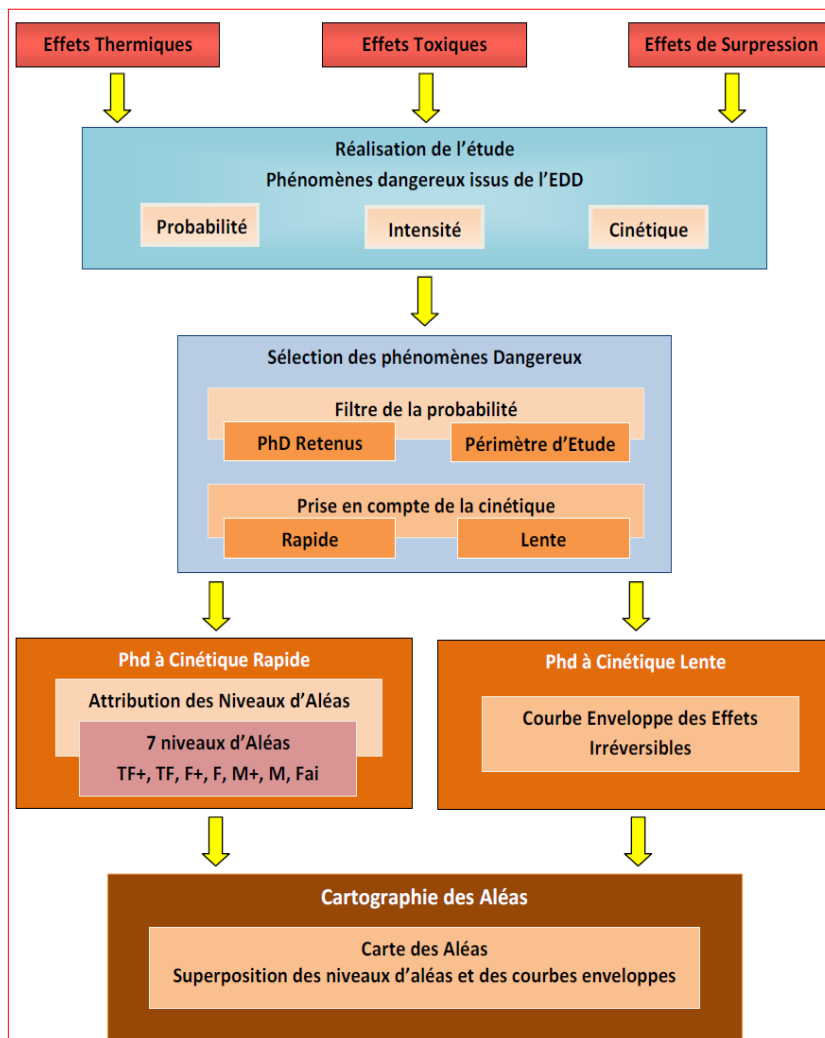 Effets Thermiques
Effets Toxiques
Effets de Surpression
Réalisation de l'étude
Phénomènes dangereux issus de l'EDD
Probabilité
Intensité
Cinétique
Sélection des phénomènes Dangereux
Filtre de la probabilité
PhD Retenus
Périmètre d'Etude
Prise en compte de la cinétique
Rapide
Lente
Phd à Cinétique Rapide
Attribution des Niveaux d'Aléas
7 niveaux d'Aléas
TF+, TF, F+, F, M+, M, Fai
Phd à Cinétique Lente
Courbe Enveloppe des Effets
Irréversibles
Cartographie des Aléas
Carte des Aléas
Superposition des niveaux d'aléas et des courbes enveloppes